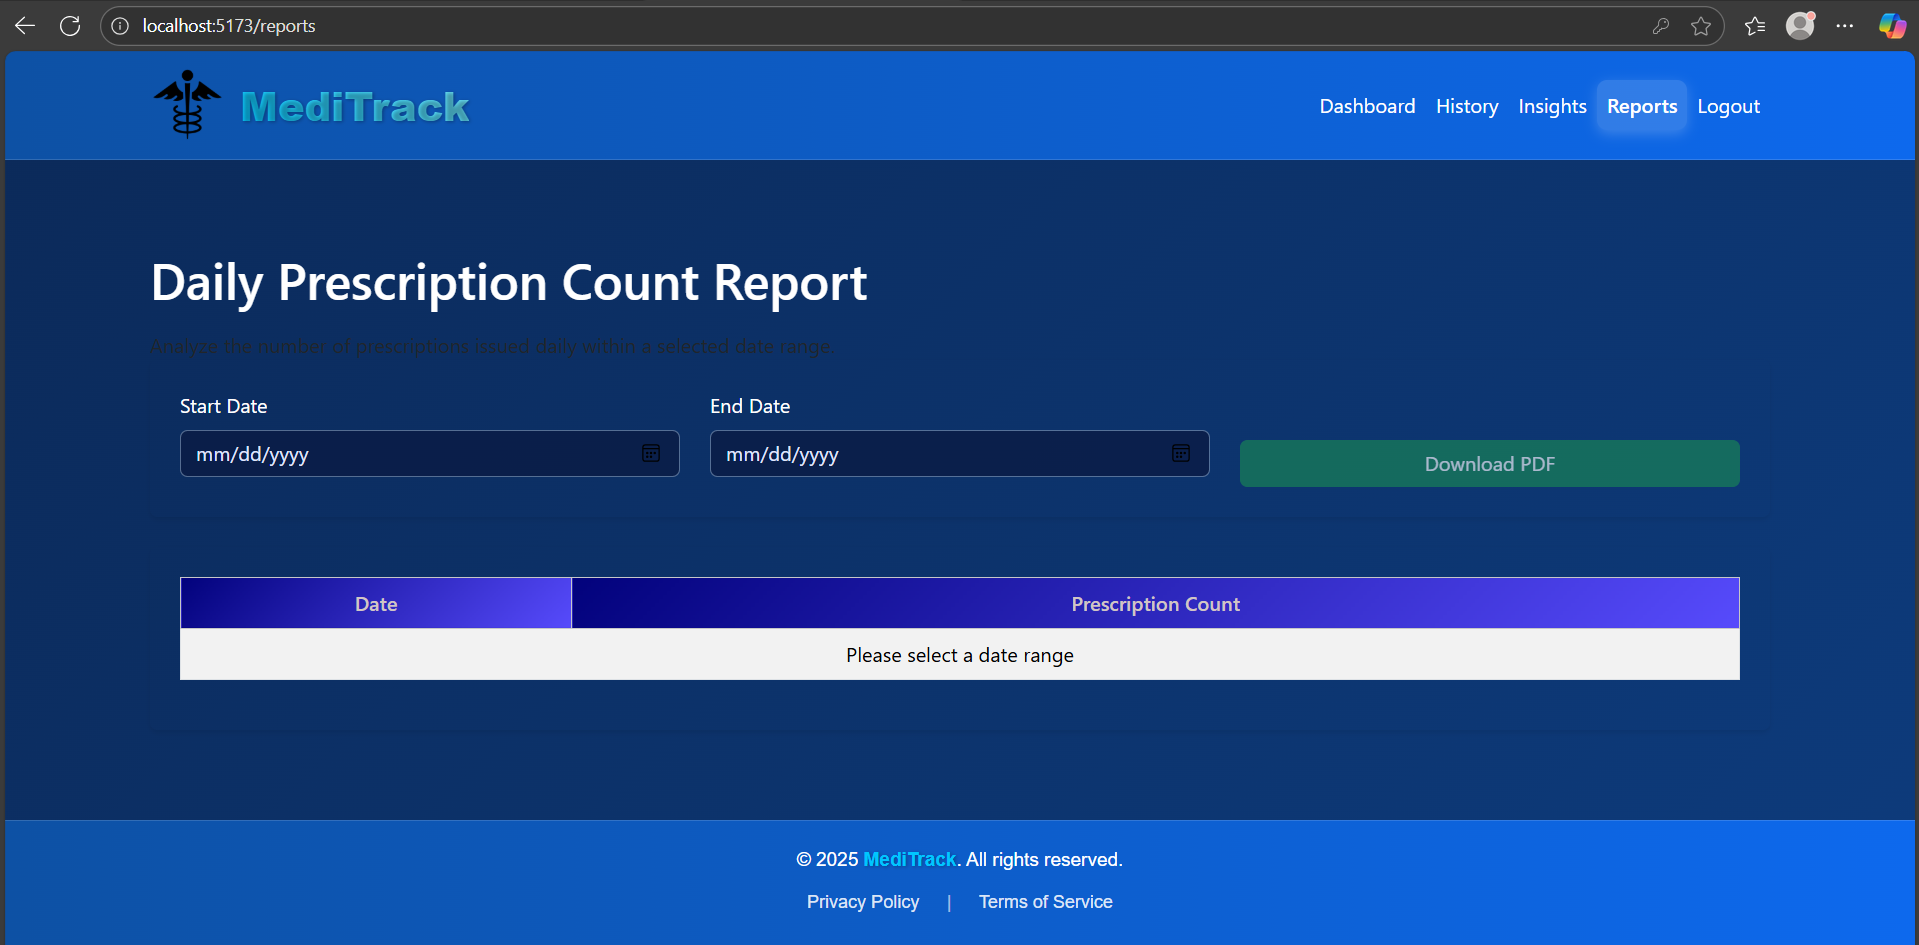 localhost:5173/reports
MediTrack
Dashboard History Insights Reports Logout
Daily Prescription Count Report
Analyze the number of prescriptions issued daily within a selected date range.
Start Date End Date
mm/dd/yyyy mm/dd/yyyy
Download PDF
Date Prescription Count
Please select a date range
© 2025 MediTrack. All rights reserved.
Privacy Policy | Terms of Service